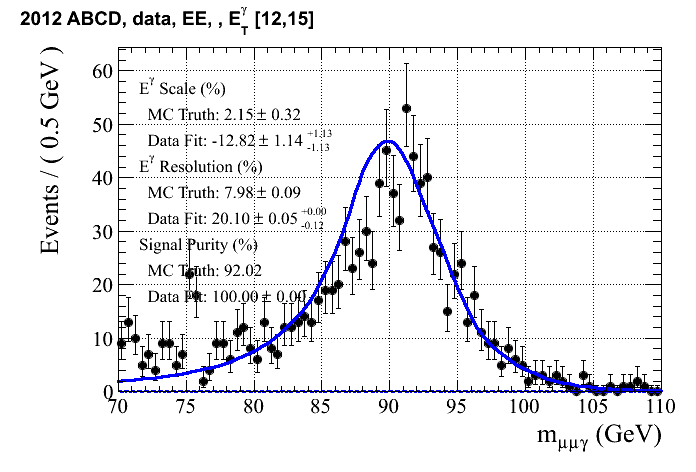 2012 ABCD, data, EE, , E_T^γ [12,15]
Events / ( 0.5 GeV )
60
50
40
30
20
10
0
E^γ Scale (%)
MC Truth: 2.15 ± 0.32
Data Fit: -12.82 ± 1.14 +1.13 -1.13
E^γ Resolution (%)
MC Truth: 7.98 ± 0.09
Data Fit: 20.10 ± 0.05 +0.00 -0.12
Signal Purity (%)
MC Truth: 92.02
Data Fit: 100.00 ± 0.00
70 75 80 85 90 95 100 105 110
m_μμγ (GeV)